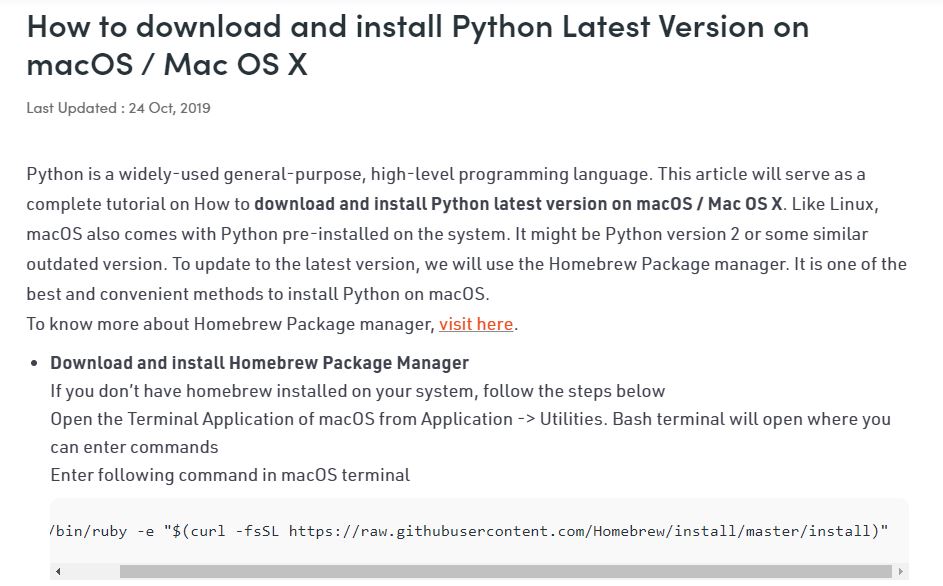 How to download and install Python Latest Version on
macOS / Mac OS X
Last Updated : 24 Oct, 2019
Python is a widely-used general-purpose, high-level programming language. This article will serve as a
complete tutorial on How to download and install Python latest version on macOS / Mac OS X. Like Linux,
macOS also comes with Python pre-installed on the system. It might be Python version 2 or some similar
outdated version. To update to the latest version, we will use the Homebrew Package manager. It is one of the
best and convenient methods to install Python on macOS.
To know more about Homebrew Package manager, visit here.
• Download and install Homebrew Package Manager
If you don’t have homebrew installed on your system, follow the steps below
Open the Terminal Application of macOS from Application -> Utilities. Bash terminal will open where you
can enter commands
Enter following command in macOS terminal
/bin/ruby -e "$(curl -fsSL https://raw.githubusercontent.com/Homebrew/install/master/install)"